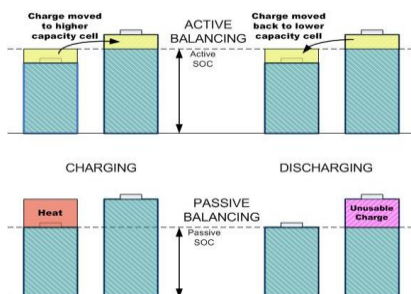 Charge moved
to higher
capacity cell
ACTIVE
BALANCING
Charge moved
back to lower
capacity cell
Active
SOC
CHARGING
DISCHARGING
Heat
PASSIVE
BALANCING
Unusable
Charge
Passive
SOC